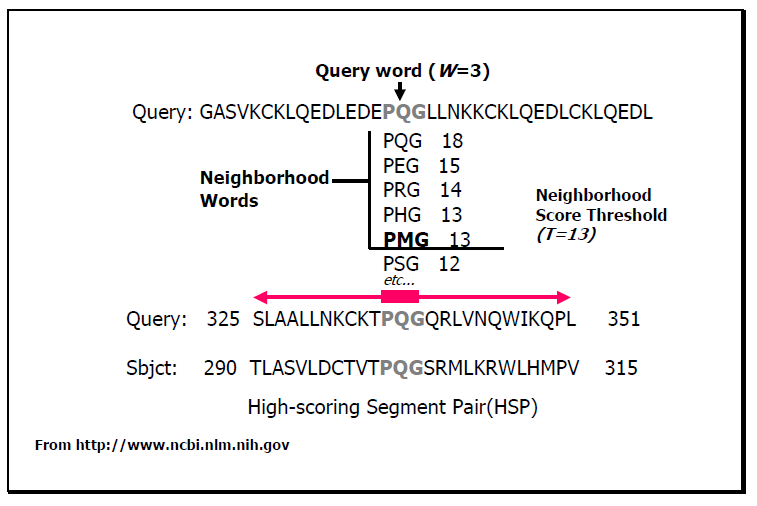 Query word (W=3)
Query: GASVKCKLQEDLEDEPQGLLNKKCKLQEDLCKLQEDL
PQG 18
PEG 15
PRG 14
PHG 13
PMG 13
PSG 12
etc...
Neighborhood
Words
Neighborhood
Score Threshold
(T=13)
Query: 325 SLAALLNKCKTPQGQRLVNQWIKQPL 351
Sbjct: 290 TLASVLDCTVTPQGSRMLKRWLHMPV 315
High-scoring Segment Pair(HSP)
From http://www.ncbi.nlm.nih.gov